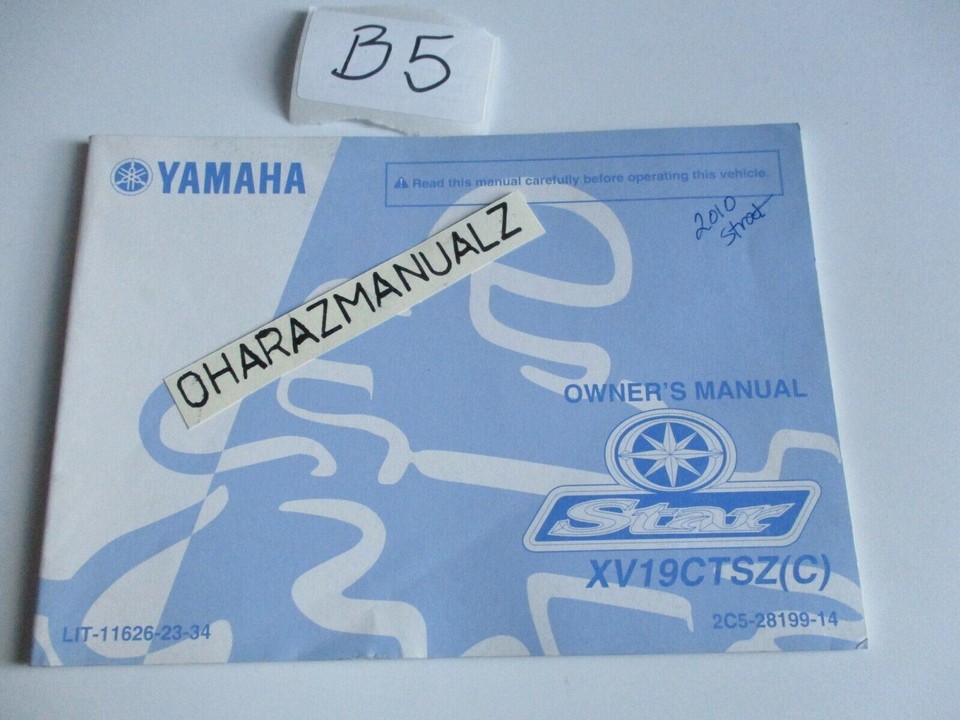 B5
YAMAHA
Read this manual carefully before operating this vehicle.
2010
Strat
OHARAZMANUALZ
OWNER'S MANUAL
Star
XV19CTSZ(C)
LIT-11626-23-34
2C5-28199-14